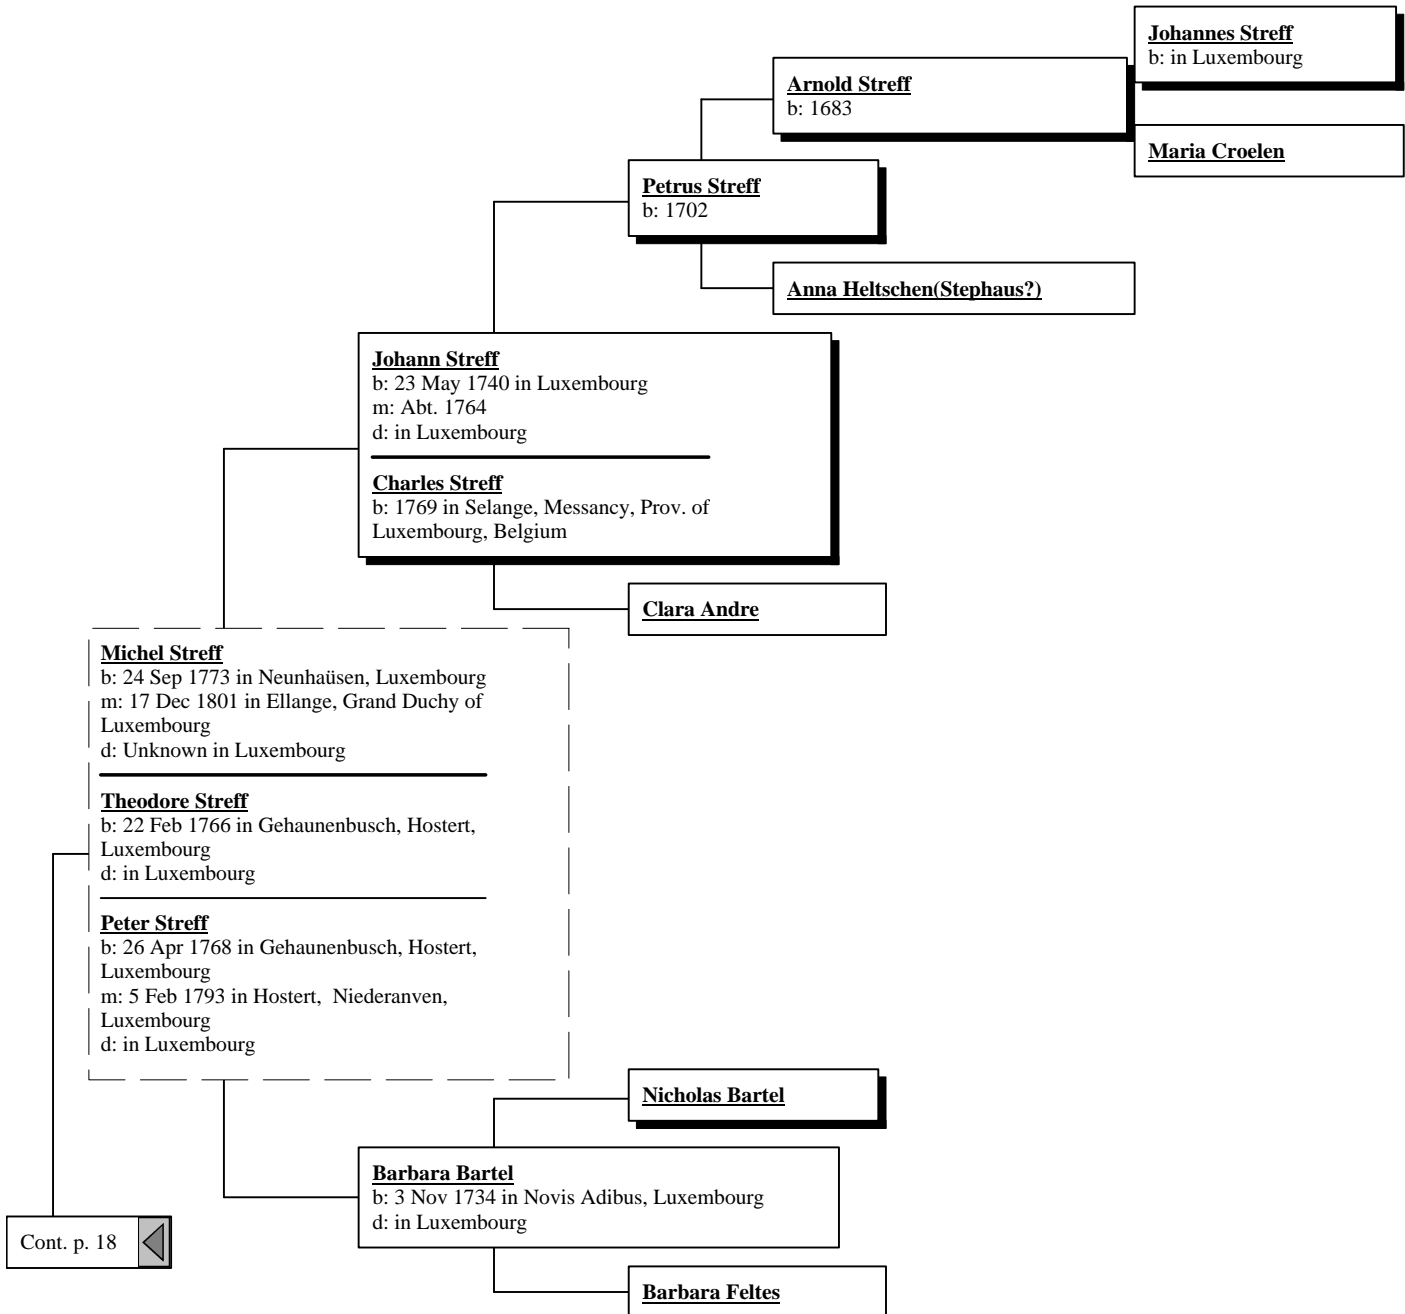 Johannes Streff
b: in Luxembourg
Arnold Streff
b: 1683
Maria Croelen
Petrus Streff
b: 1702
Anna Heltschen(Stephaus?)
Johann Streff
b: 23 May 1740 in Luxembourg
m: Abt. 1764
d: in Luxembourg
Charles Streff
b: 1769 in Selange, Messancy, Prov. of
Luxembourg, Belgium
Clara Andre
Michel Streff
b: 24 Sep 1773 in Neunhaüsen, Luxembourg
m: 17 Dec 1801 in Ellange, Grand Duchy of
Luxembourg
d: Unknown in Luxembourg
Theodore Streff
b: 22 Feb 1766 in Gehaunenbusch, Hostert,
Luxembourg
d: in Luxembourg
Peter Streff
b: 26 Apr 1768 in Gehaunenbusch, Hostert,
Luxembourg
m: 5 Feb 1793 in Hostert,  Niederanven,
Luxembourg
d: in Luxembourg
Nicholas Bartel
Barbara Bartel
b: 3 Nov 1734 in Novis Adibus, Luxembourg
d: in Luxembourg
Cont. p. 18
Barbara Feltes